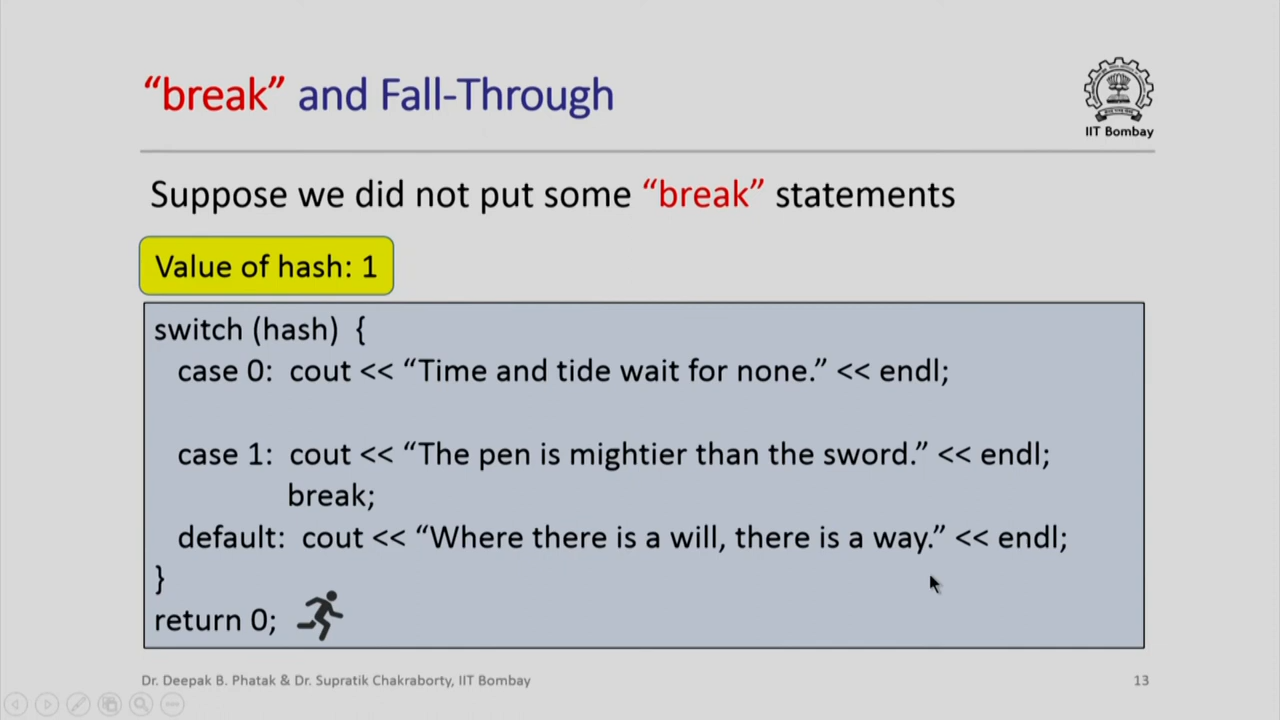 “break” and Fall-Through
IIT Bombay
Suppose we did not put some “break” statements
Value of hash: 1
switch (hash) {
case 0: cout << “Time and tide wait for none.” << endl;
case 1: cout << “The pen is mightier than the sword.” << endl;
break;
default: cout << “Where there is a will, there is a way.” << endl;
}
return 0;
Dr. Deepak B. Phatak & Dr. Supratik Chakraborty, IIT Bombay
13